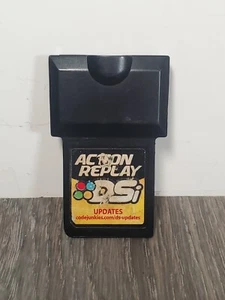 ACTION
REPLAY
DSi
UPDATES
codejunkies.com/ds-updates